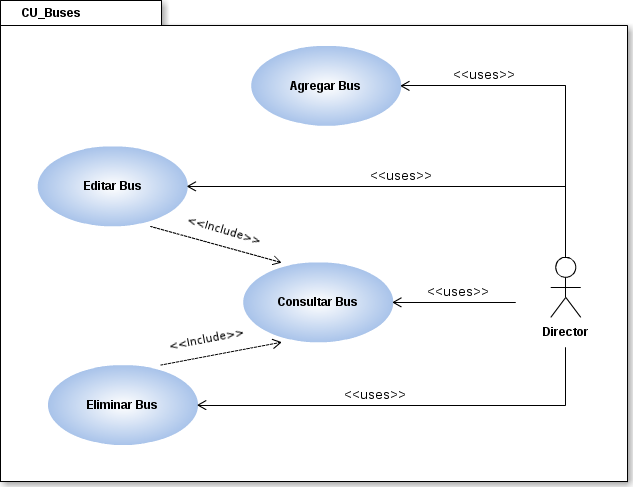 CU_Buses
Agregar Bus
<<uses>>
Editar Bus
<<uses>>
<<Include>>
Consultar Bus
<<uses>>
Director
<<Include>>
Eliminar Bus
<<uses>>